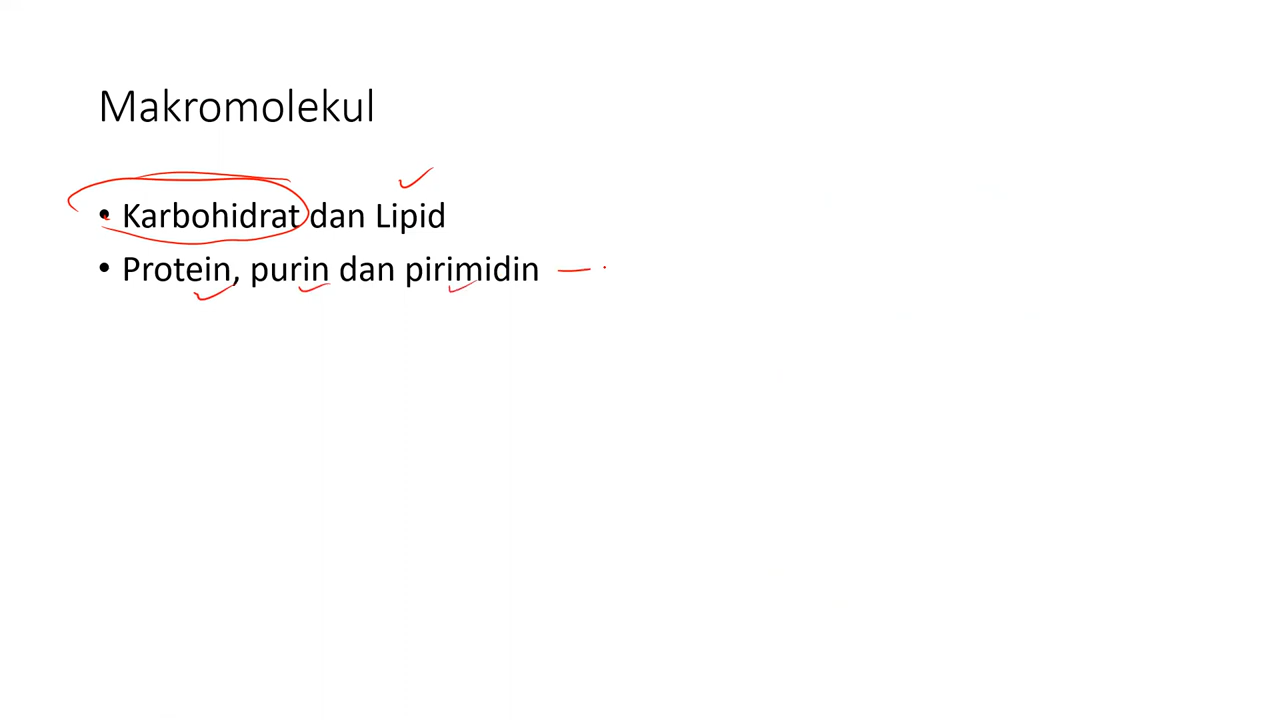 Makromolekul
• Karbohidrat dan Lipid
• Protein, purin dan pirimidin